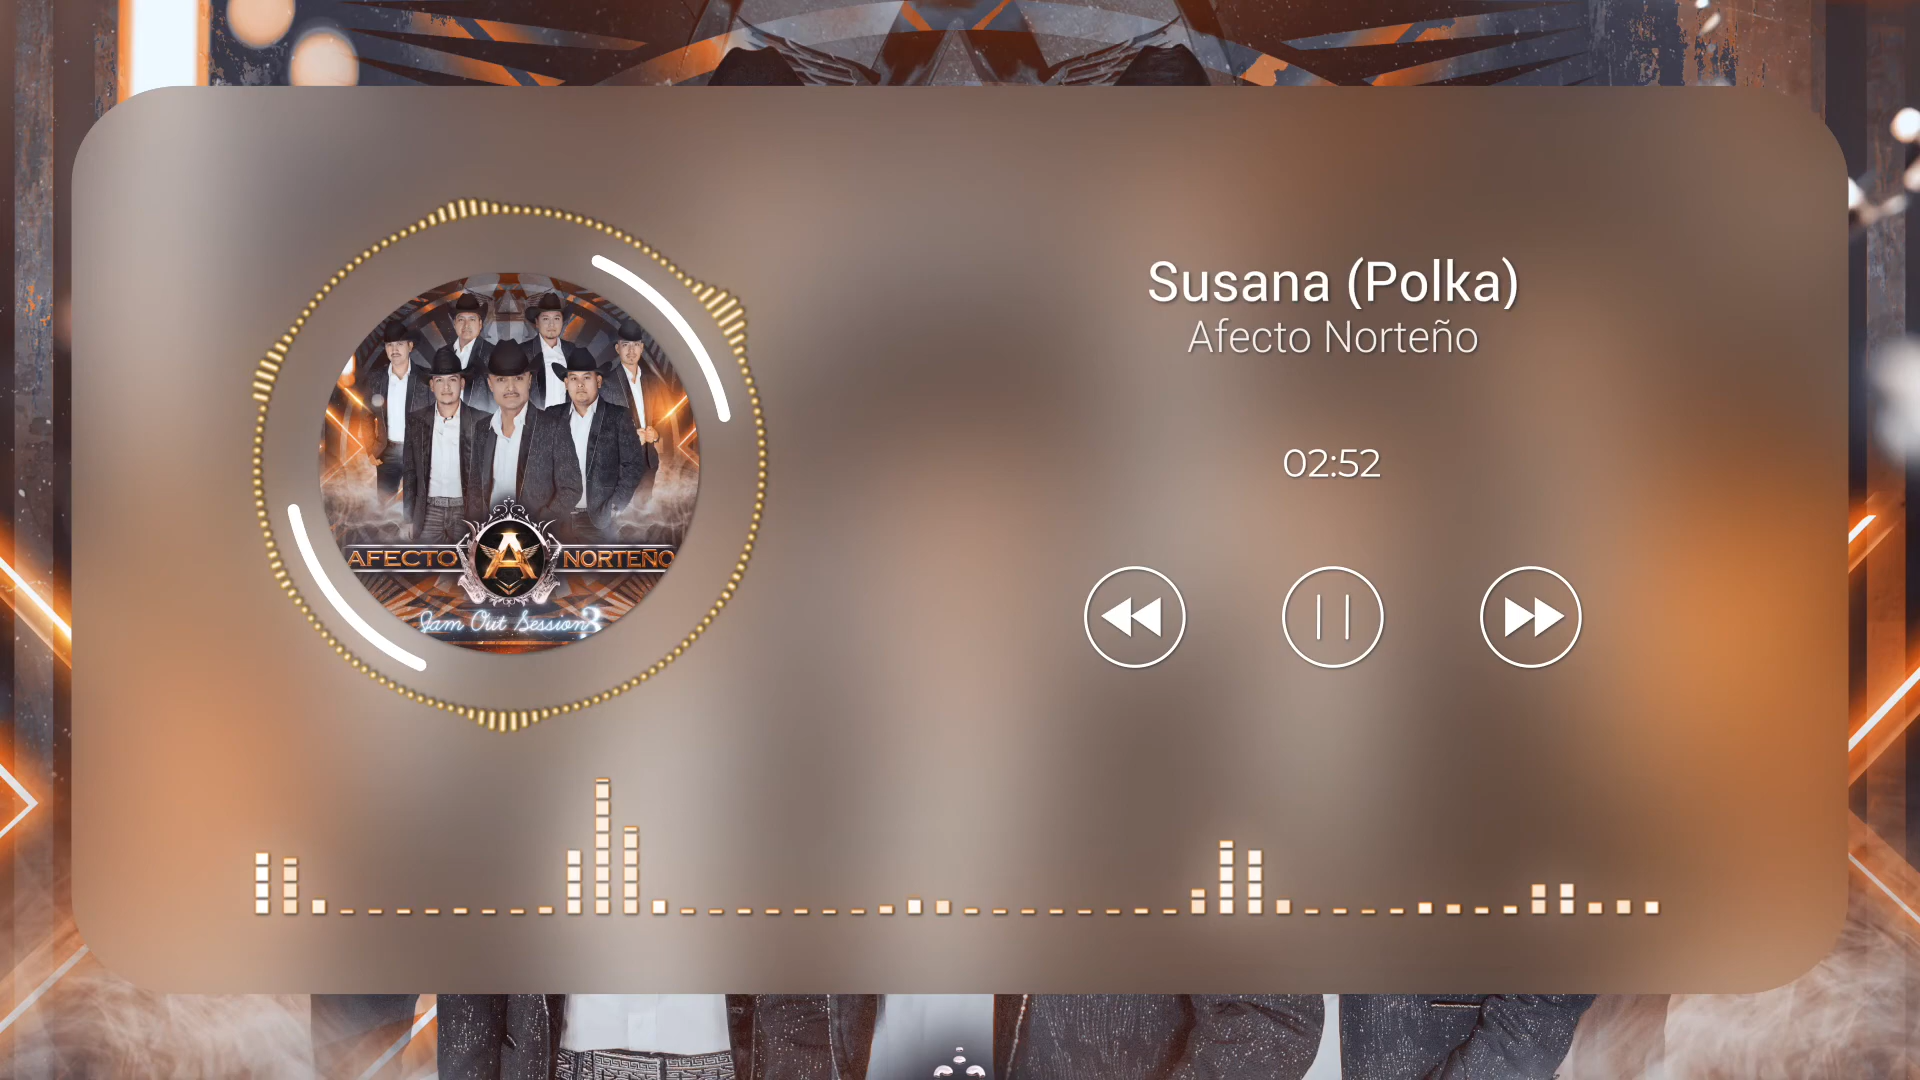 Susana (Polka)
Afecto Norteño
02:52
AFECTO A NORTEÑO
Jam Out Session 3